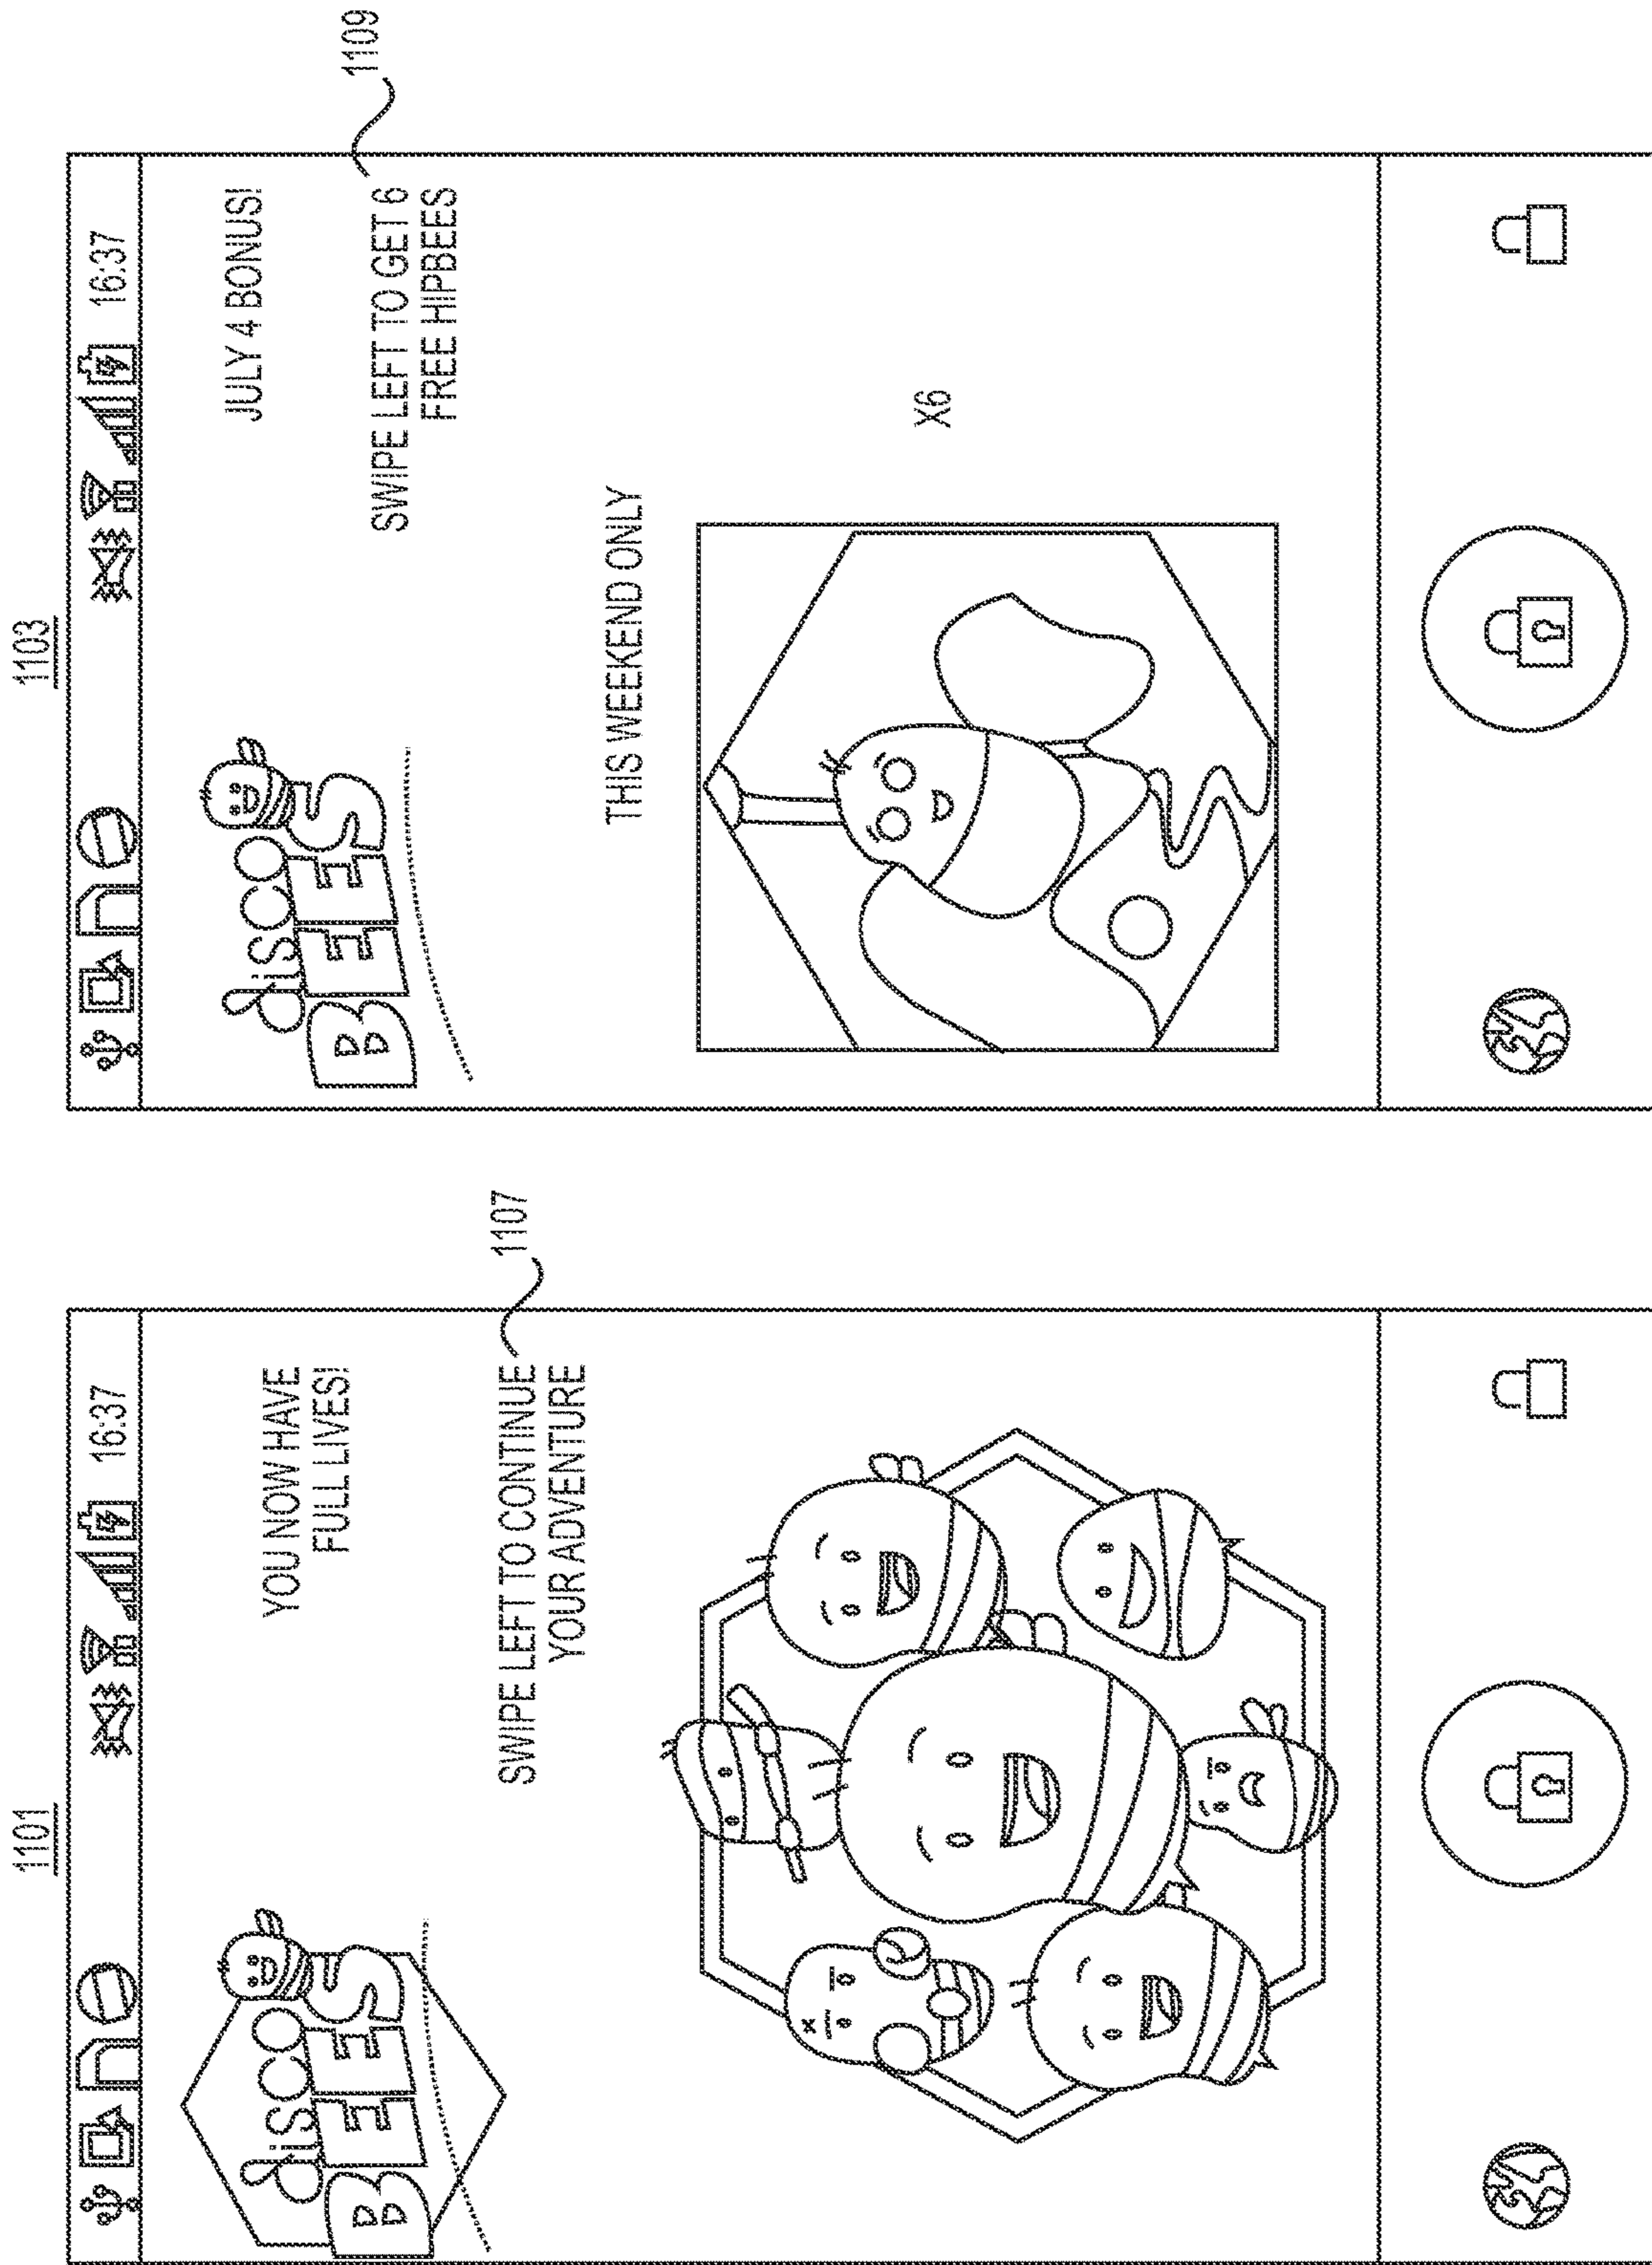 1101
16:37
disco
BEES
YOU NOW HAVE
FULL LIVES!
SWIPE LEFT TO CONTINUE
YOUR ADVENTURE
1107
1103
16:37
disco
BEES
JULY 4 BONUS!
SWIPE LEFT TO GET 6
FREE HIPBEES
1109
THIS WEEKEND ONLY
X6